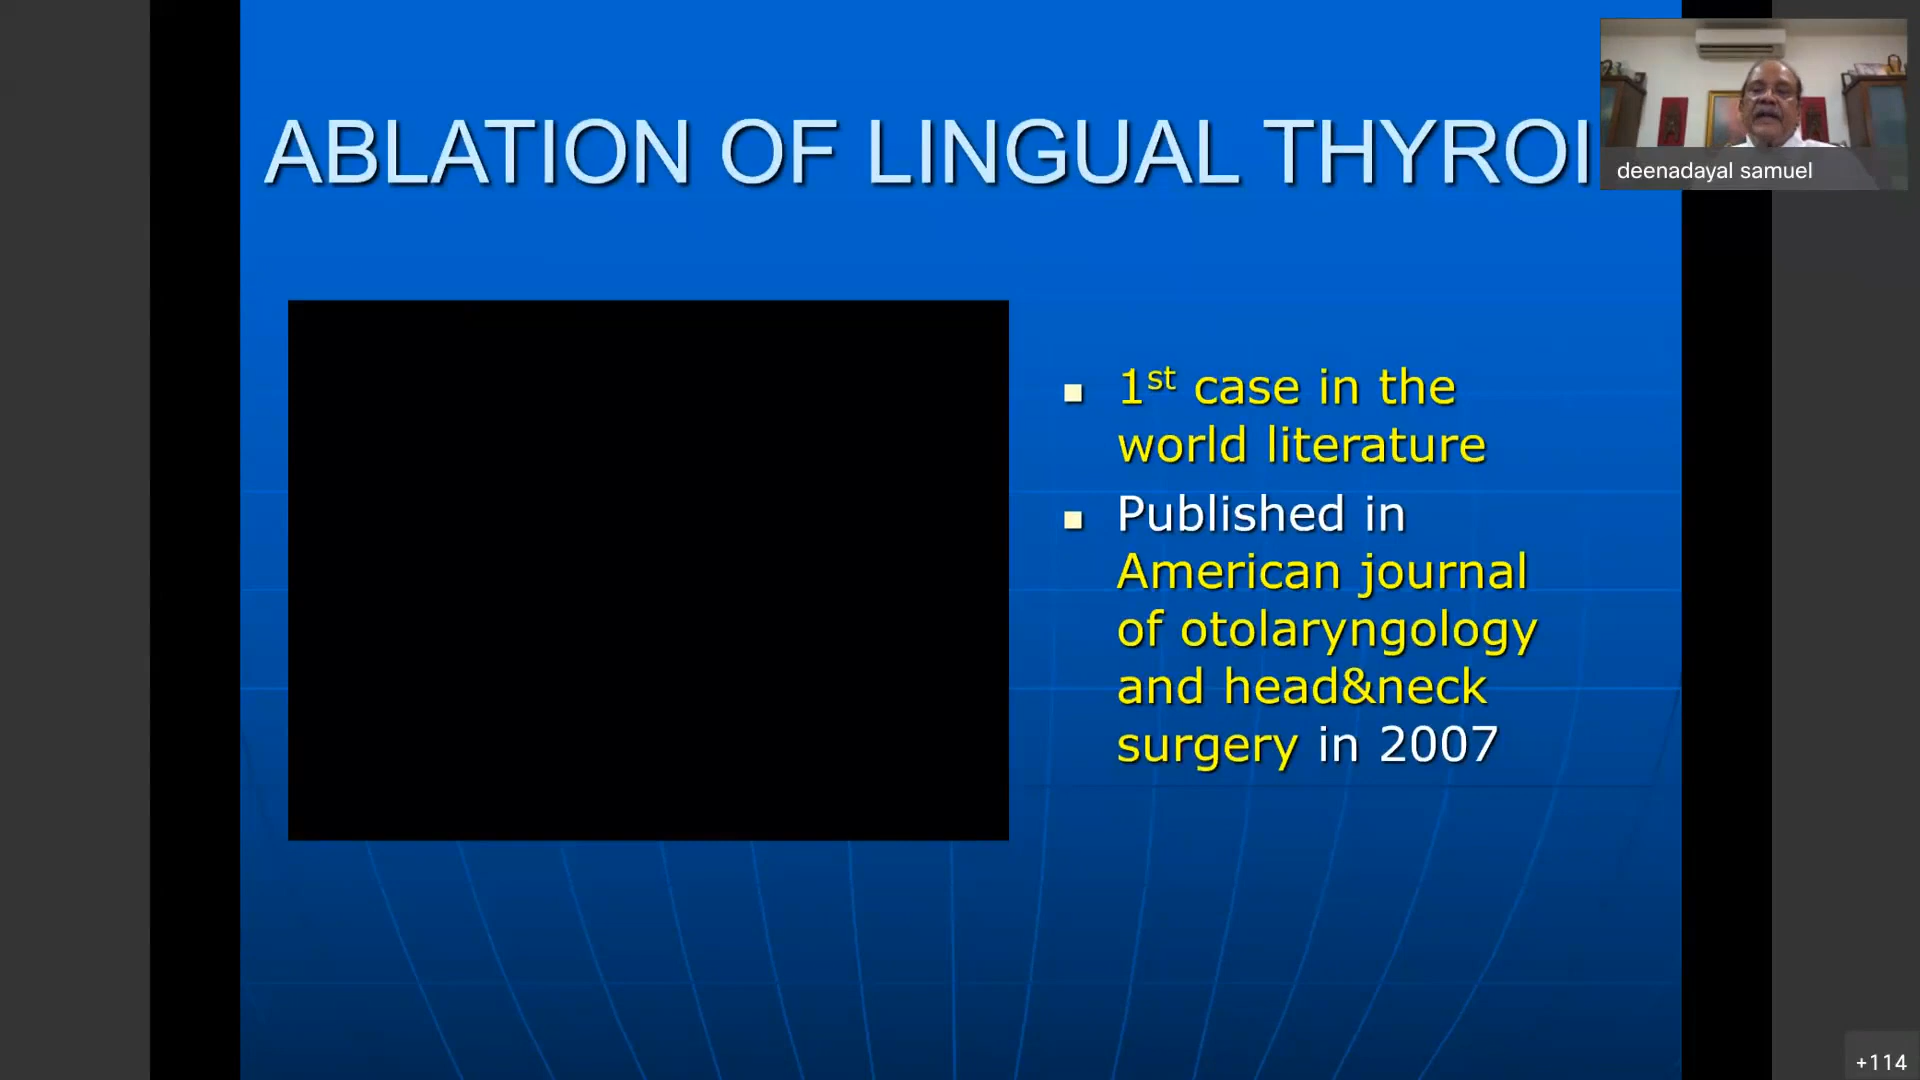 ABLATION OF LINGUAL THYROI
deenadayal samuel
1st case in the
world literature
Published in
American journal
of otolaryngology
and head&neck
surgery in 2007
+114